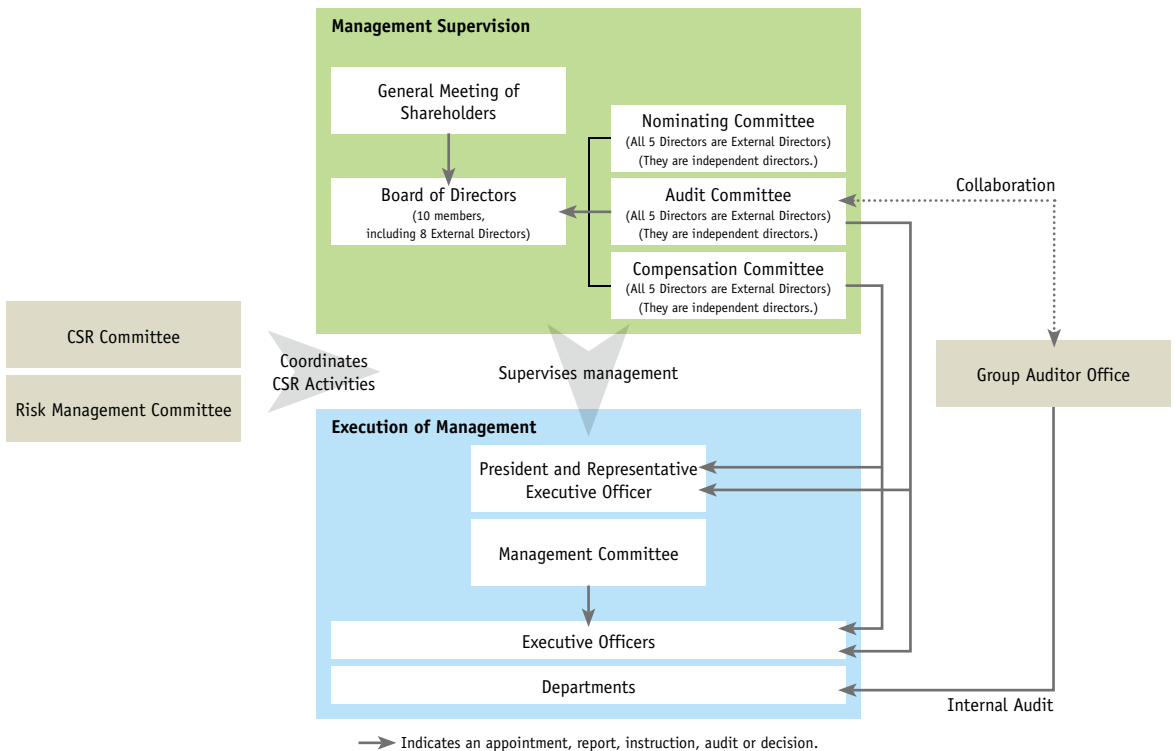 Management Supervision
General Meeting of
Shareholders
Board of Directors
(10 members,
including 8 External Directors)
Nominating Committee
(All 5 Directors are External Directors)
(They are independent directors.)
Audit Committee
(All 5 Directors are External Directors)
(They are independent directors.)
Compensation Committee
(All 5 Directors are External Directors)
(They are independent directors.)
Collaboration
CSR Committee
Risk Management Committee
Coordinates
CSR Activities
Supervises management
Group Auditor Office
Execution of Management
President and Representative
Executive Officer
Management Committee
Executive Officers
Departments
Internal Audit
Indicates an appointment, report, instruction, audit or decision.